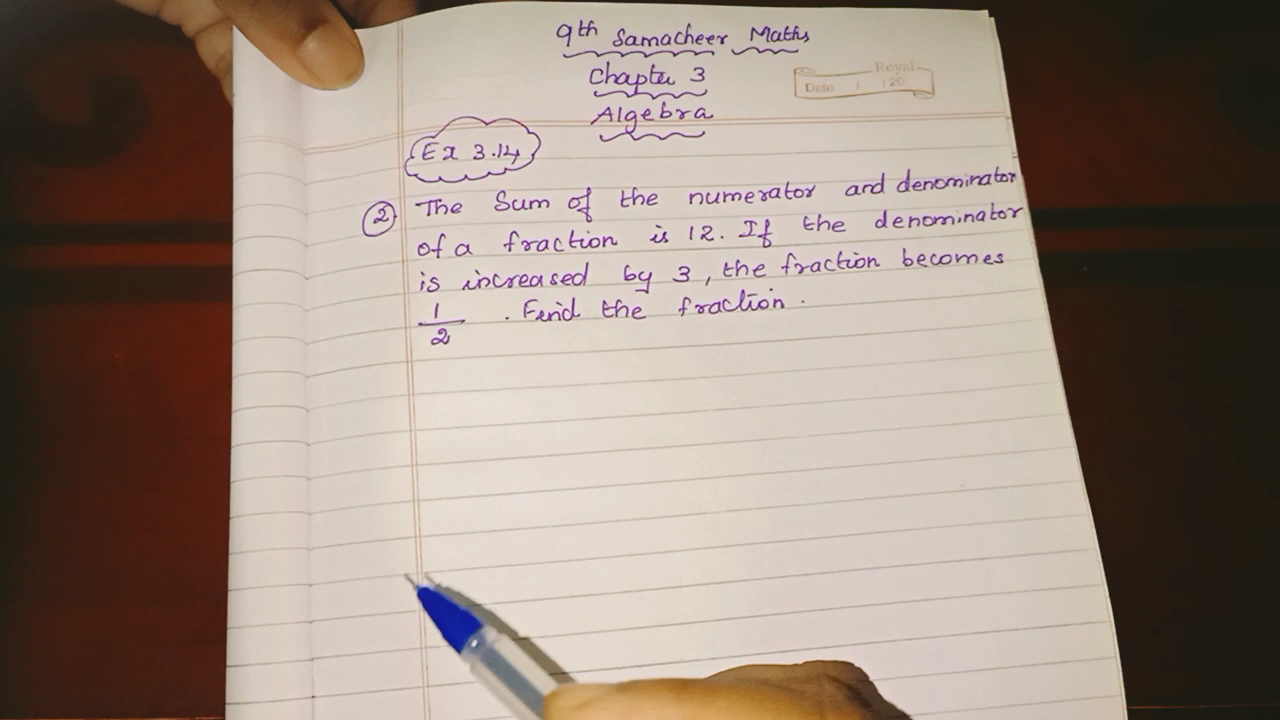 9th Samacheer Maths
Chapter 3
Royal
Date / /20
Algebra
Ex 3.14
2 The Sum of the numerator and denominator
of a fraction is 12. If the denominator
is increased by 3, the fraction becomes
1/2 . Find the fraction.